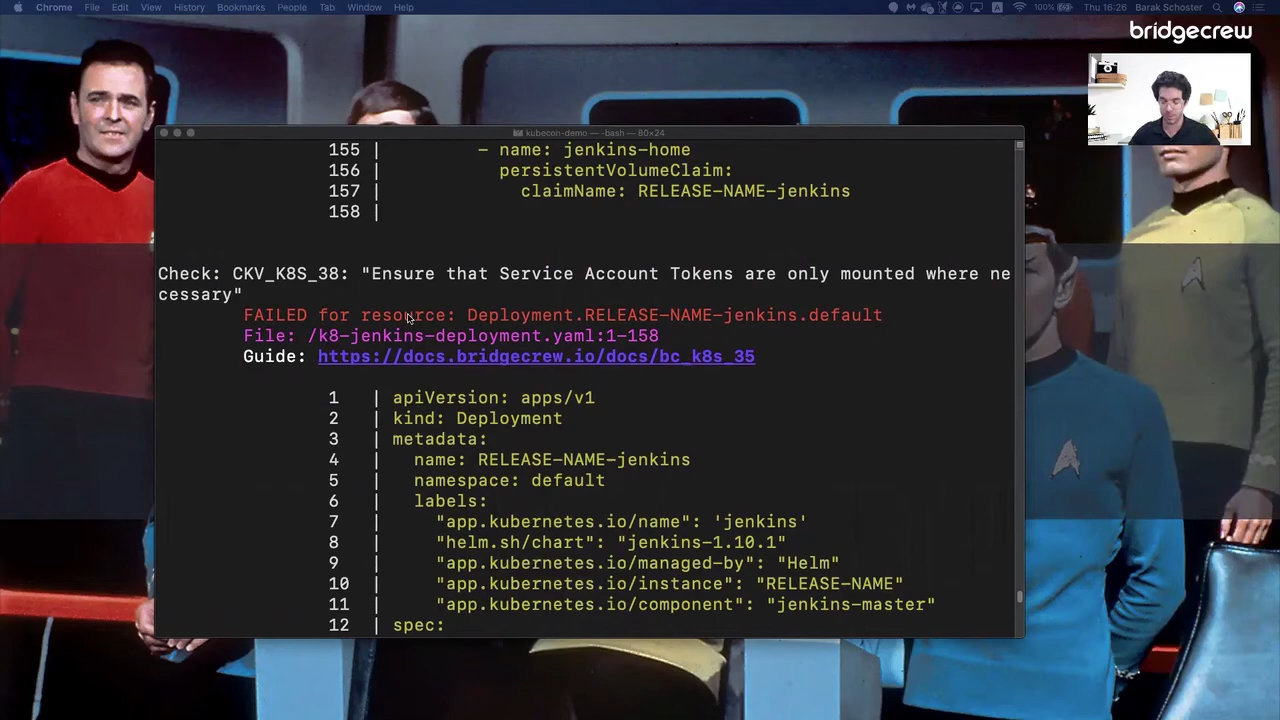 Chrome File Edit View History Bookmarks People Tab Window Help 100% Thu 16:26 Barak Schoster
bridgecrew
kubecon-demo — -bash — 80×24
155 | - name: jenkins-home
156 | persistentVolumeClaim:
157 | claimName: RELEASE-NAME-jenkins
158 |
Check: CKV_K8S_38: "Ensure that Service Account Tokens are only mounted where ne
cessary"
FAILED for resource: Deployment.RELEASE-NAME-jenkins.default
File: /k8-jenkins-deployment.yaml:1-158
Guide: https://docs.bridgecrew.io/docs/bc_k8s_35
1 | apiVersion: apps/v1
2 | kind: Deployment
3 | metadata:
4 | name: RELEASE-NAME-jenkins
5 | namespace: default
6 | labels:
7 | "app.kubernetes.io/name": 'jenkins'
8 | "helm.sh/chart": "jenkins-1.10.1"
9 | "app.kubernetes.io/managed-by": "Helm"
10 | "app.kubernetes.io/instance": "RELEASE-NAME"
11 | "app.kubernetes.io/component": "jenkins-master"
12 | spec: